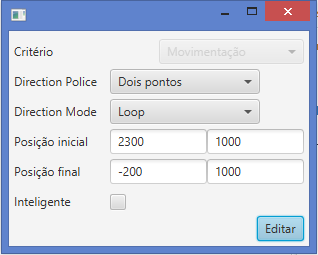 Critério Movimentação
Direction Police Dois pontos
Direction Mode Loop
Posição inicial 2300 1000
Posição final -200 1000
Inteligente
Editar